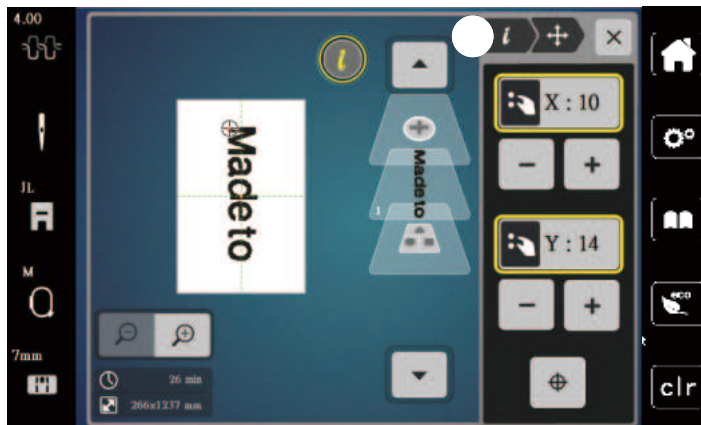 4.00
i
i
X : 10
Made to
Made to
1
Y : 14
JL
M
eco
7mm
26 min
266x1237 mm
clr